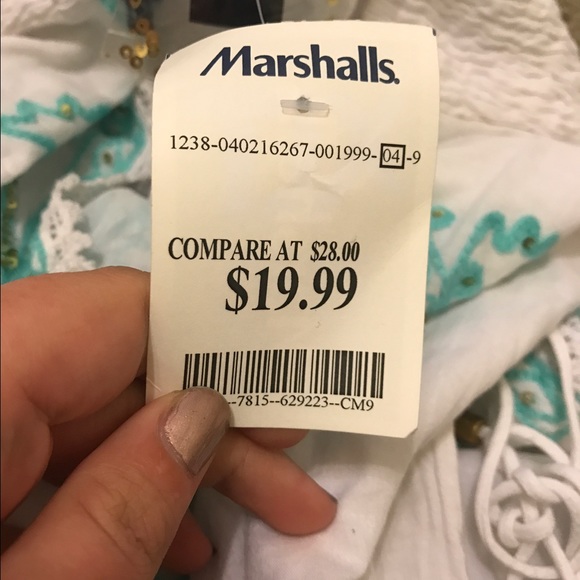 Marshalls.
1238-040216267-001999-04-9
COMPARE AT $28.00
$19.99
--7815--629223--CM9